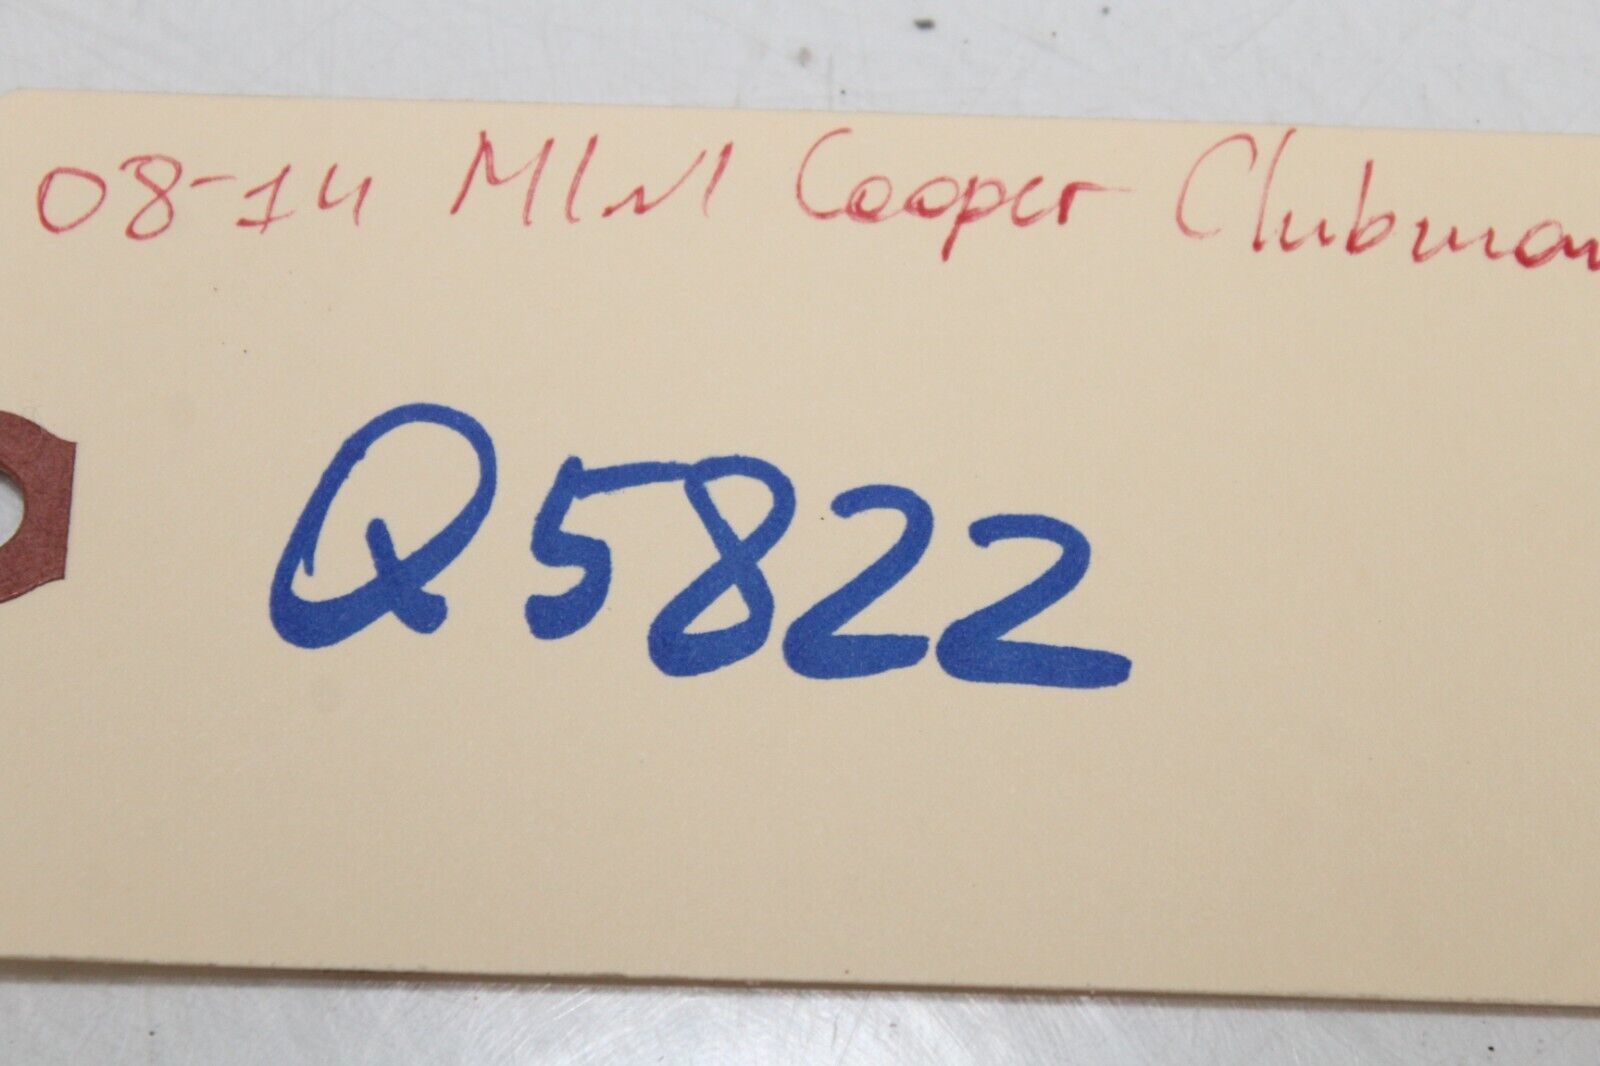 08-14 MINI Cooper Clubman
Q5822